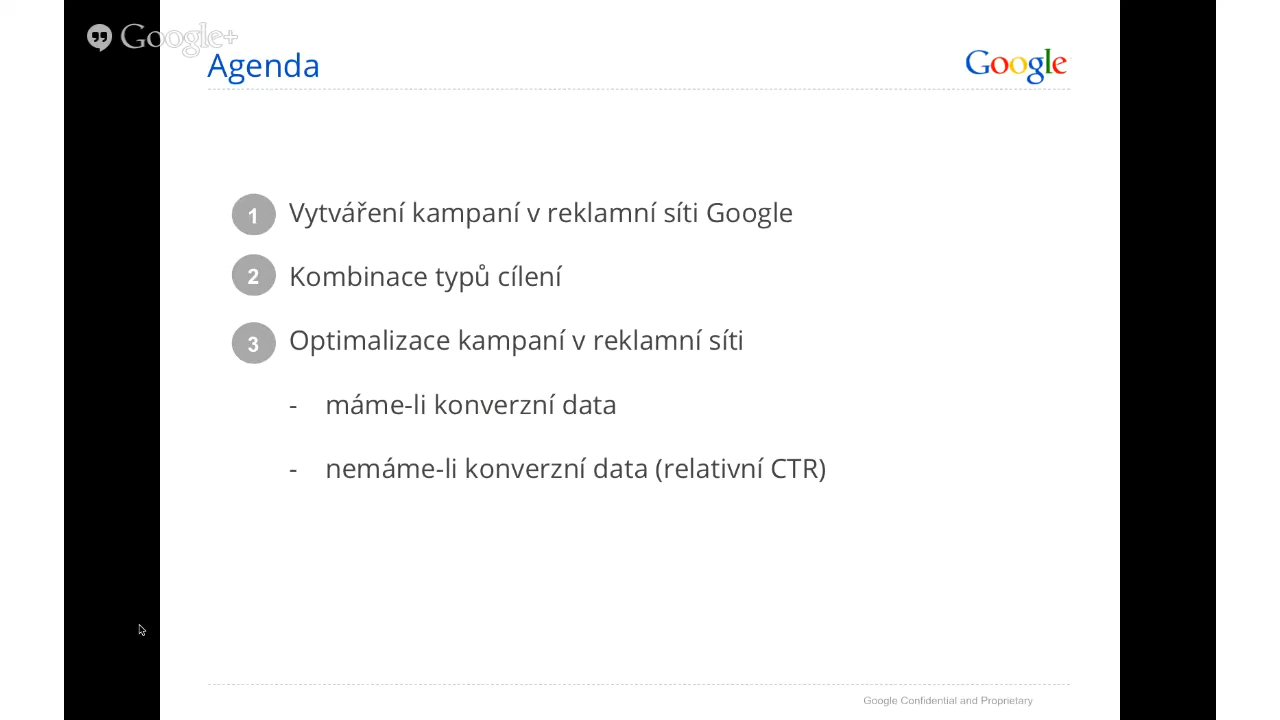 Google+
Agenda
Google
1 Vytváření kampaní v reklamní síti Google
2 Kombinace typů cílení
3 Optimalizace kampaní v reklamní síti
- máme-li konverzní data
- nemáme-li konverzní data (relativní CTR)
Google Confidential and Proprietary